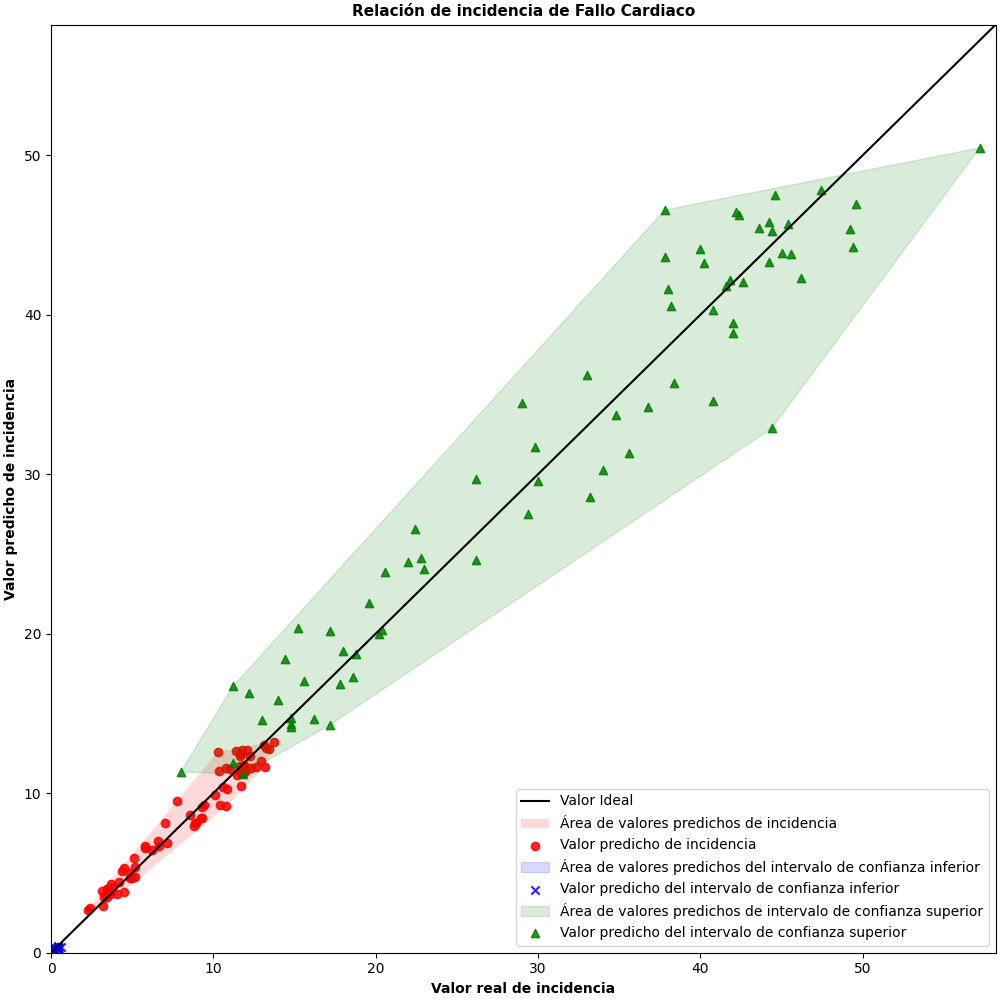 Relación de incidencia de Fallo Cardiaco
Valor predicho de incidencia
50
40
30
20
10
0
Valor Ideal
Área de valores predichos de incidencia
Valor predicho de incidencia
Área de valores predichos del intervalo de confianza inferior
Valor predicho del intervalo de confianza inferior
Área de valores predichos de intervalo de confianza superior
Valor predicho del intervalo de confianza superior
0 10 20 30 40 50
Valor real de incidencia